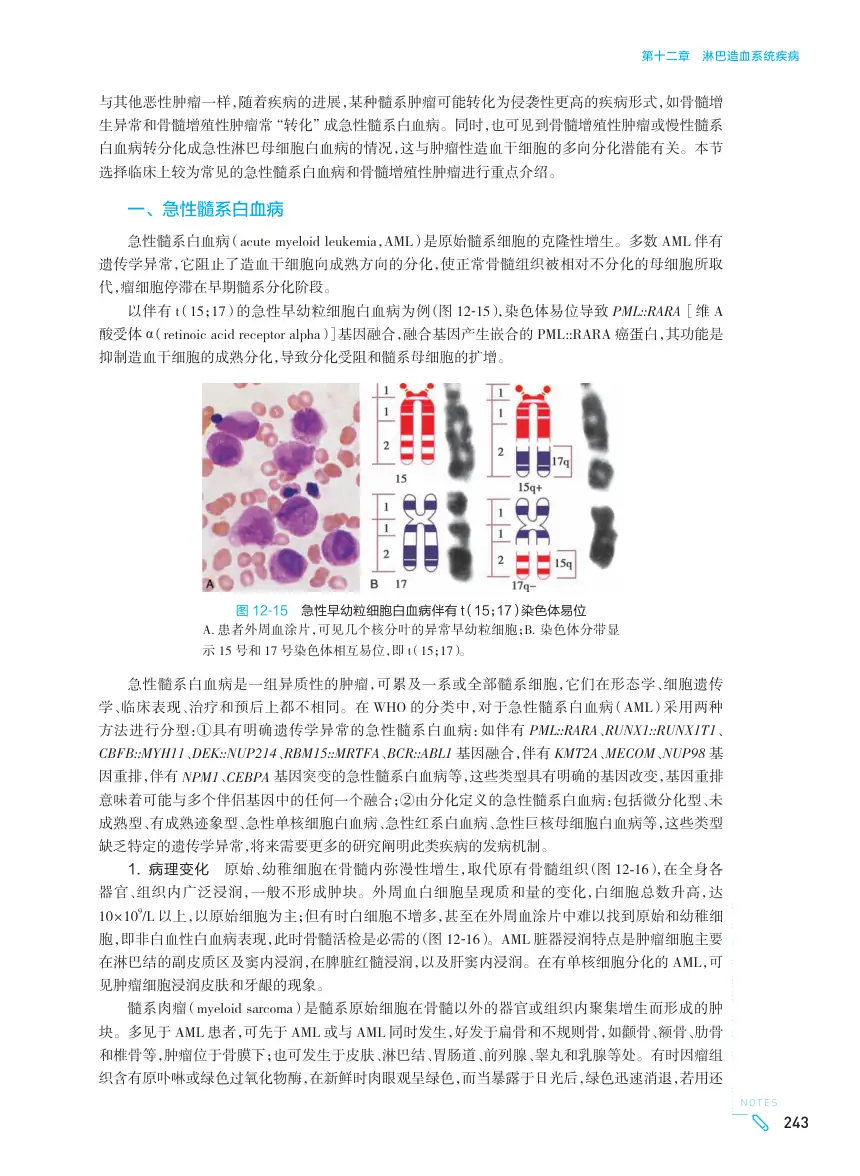 第十二章 淋巴造血系统疾病
与其他恶性肿瘤一样,随着疾病的进展,某种髓系肿瘤可能转化为侵袭性更高的疾病形式,如骨髓增
生异常和骨髓增殖性肿瘤常“转化”成急性髓系白血病。同时,也可见到骨髓增殖性肿瘤或慢性髓系
白血病转分化成急性淋巴母细胞白血病的情况,这与肿瘤性造血干细胞的多向分化潜能有关。本节
选择临床上较为常见的急性髓系白血病和骨髓增殖性肿瘤进行重点介绍。
一、急性髓系白血病
急性髓系白血病(acute myeloid leukemia,AML)是原始髓系细胞的克隆性增生。多数 AML 伴有
遗传学异常,它阻止了造血干细胞向成熟方向的分化,使正常骨髓组织被相对不分化的母细胞所取
代,瘤细胞停滞在早期髓系分化阶段。
以伴有 t(15;17)的急性早幼粒细胞白血病为例(图 12-15),染色体易位导致 PML::RARA [ 维 A
酸受体 α(retinoic acid receptor alpha)]基因融合,融合基因产生嵌合的 PML::RARA 癌蛋白,其功能是
抑制造血干细胞的成熟分化,导致分化受阻和髓系母细胞的扩增。
A
B
1
1
2
15
1
1
2
17
1
1
2
17q
15q+
1
1
2
15q
17q−
图 12-15 急性早幼粒细胞白血病伴有 t(15;17)染色体易位
A. 患者外周血涂片,可见几个核分叶的异常早幼粒细胞;B. 染色体分带显
示 15 号和 17 号染色体相互易位,即 t(15;17)。
急性髓系白血病是一组异质性的肿瘤,可累及一系或全部髓系细胞,它们在形态学、细胞遗传
学、临床表现、治疗和预后上都不相同。在 WHO 的分类中,对于急性髓系白血病(AML)采用两种
方法进行分型:①具有明确遗传学异常的急性髓系白血病:如伴有 PML::RARA、RUNX1::RUNX1T1、
CBFB::MYH11、DEK::NUP214、RBM15::MRTFA、BCR::ABL1 基因融合,伴有 KMT2A、MECOM、NUP98 基
因重排,伴有 NPM1、CEBPA 基因突变的急性髓系白血病等,这些类型具有明确的基因改变,基因重排
意味着可能与多个伴侣基因中的任何一个融合;②由分化定义的急性髓系白血病:包括微分化型、未
成熟型、有成熟迹象型、急性单核细胞白血病、急性红系白血病、急性巨核母细胞白血病等,这些类型
缺乏特定的遗传学异常,将来需要更多的研究阐明此类疾病的发病机制。
1. 病理变化 原始、幼稚细胞在骨髓内弥漫性增生,取代原有骨髓组织(图 12-16),在全身各
器官、组织内广泛浸润,一般不形成肿块。外周血白细胞呈现质和量的变化,白细胞总数升高,达
10×10⁹/L 以上,以原始细胞为主;但有时白细胞不增多,甚至在外周血涂片中难以找到原始和幼稚细
胞,即非白血性白血病表现,此时骨髓活检是必需的(图 12-16)。AML 脏器浸润特点是肿瘤细胞主要
在淋巴结的副皮质区及窦内浸润,在脾脏红髓浸润,以及肝窦内浸润。在有单核细胞分化的 AML,可
见肿瘤细胞浸润皮肤和牙龈的现象。
髓系肉瘤(myeloid sarcoma)是髓系原始细胞在骨髓以外的器官或组织内聚集增生而形成的肿
块。多见于 AML 患者,可先于 AML 或与 AML 同时发生,好发于扁骨和不规则骨,如颧骨、额骨、肋骨
和椎骨等,肿瘤位于骨膜下;也可发生于皮肤、淋巴结、胃肠道、前列腺、睾丸和乳腺等处。有时因瘤组
织含有原卟啉或绿色过氧化物酶,在新鲜时肉眼观呈绿色,而当暴露于日光后,绿色迅速消退,若用还
NOTES
243